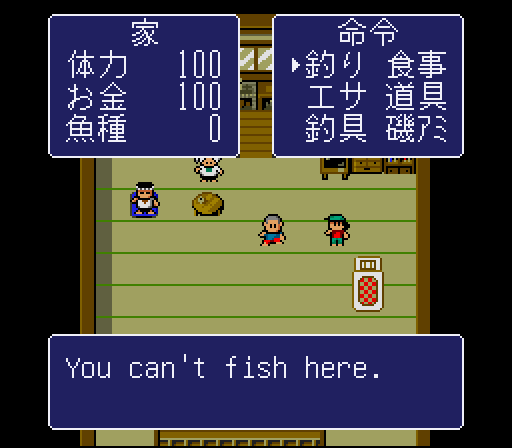 家
体力 100
お金 100
魚種 0
命令
釣り 食事
エサ 道具
釣具 磯アミ
You can't fish here.